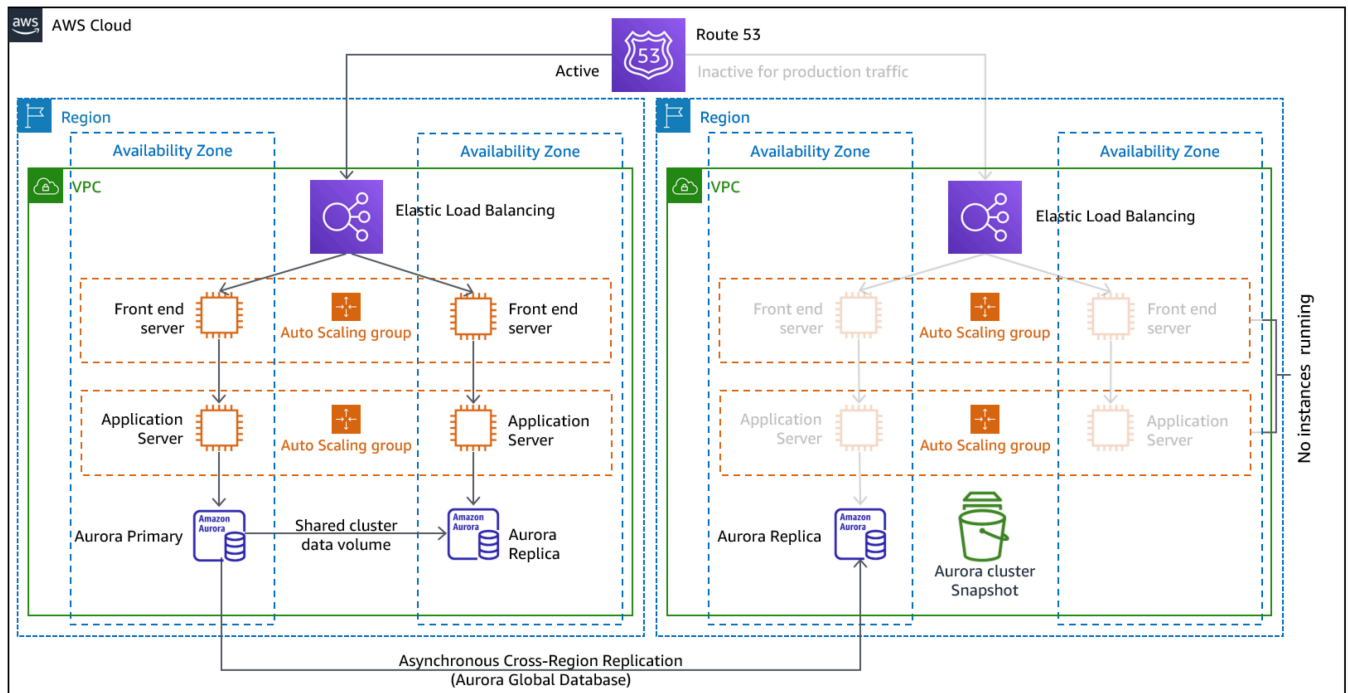 aws
AWS Cloud
53
Route 53
Active
Inactive for production traffic
Region
Availability Zone
Availability Zone
VPC
Elastic Load Balancing
Front end
server
Auto Scaling group
Front end
server
Application
Server
Auto Scaling group
Application
Server
Aurora Primary
Amazon
Aurora
Shared cluster
data volume
Amazon
Aurora
Aurora
Replica
Region
Availability Zone
Availability Zone
VPC
Elastic Load Balancing
Front end
server
Auto Scaling group
Front end
server
Application
Server
Auto Scaling group
Application
Server
No instances running
Aurora Replica
Amazon
Aurora
Aurora cluster
Snapshot
Asynchronous Cross-Region Replication
(Aurora Global Database)